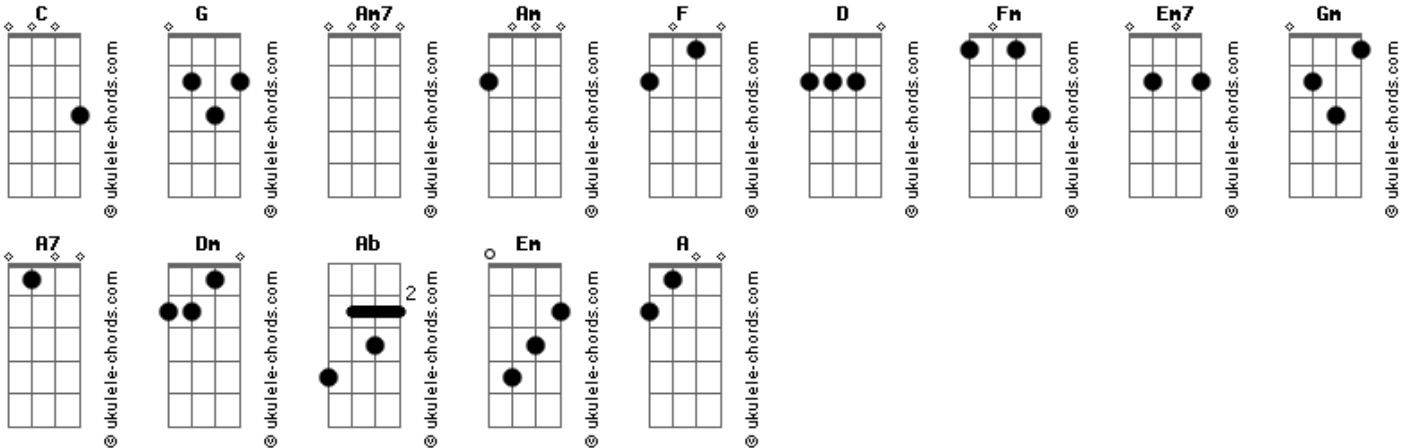 C G Am7 Am F D Fm Em7 Gm
© ukulele-chords.com © ukulele-chords.com © ukulele-chords.com © ukulele-chords.com © ukulele-chords.com © ukulele-chords.com © ukulele-chords.com © ukulele-chords.com © ukulele-chords.com
A7 Dm Ab Em A
2
© ukulele-chords.com © ukulele-chords.com © ukulele-chords.com © ukulele-chords.com © ukulele-chords.com